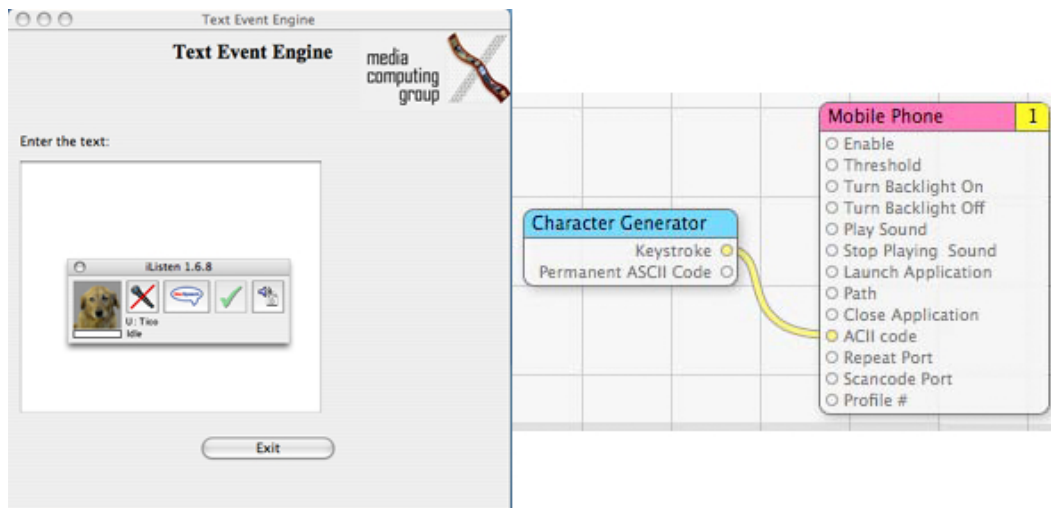 Text Event Engine
Text Event Engine
media
computing
group
Enter the text:
iListen 1.6.8
U: Tico
Idle
Exit
Character Generator
Keystroke
Permanent ASCII Code
Mobile Phone 1
Enable
Threshold
Turn Backlight On
Turn Backlight Off
Play Sound
Stop Playing Sound
Launch Application
Path
Close Application
ACII code
Repeat Port
Scancode Port
Profile #